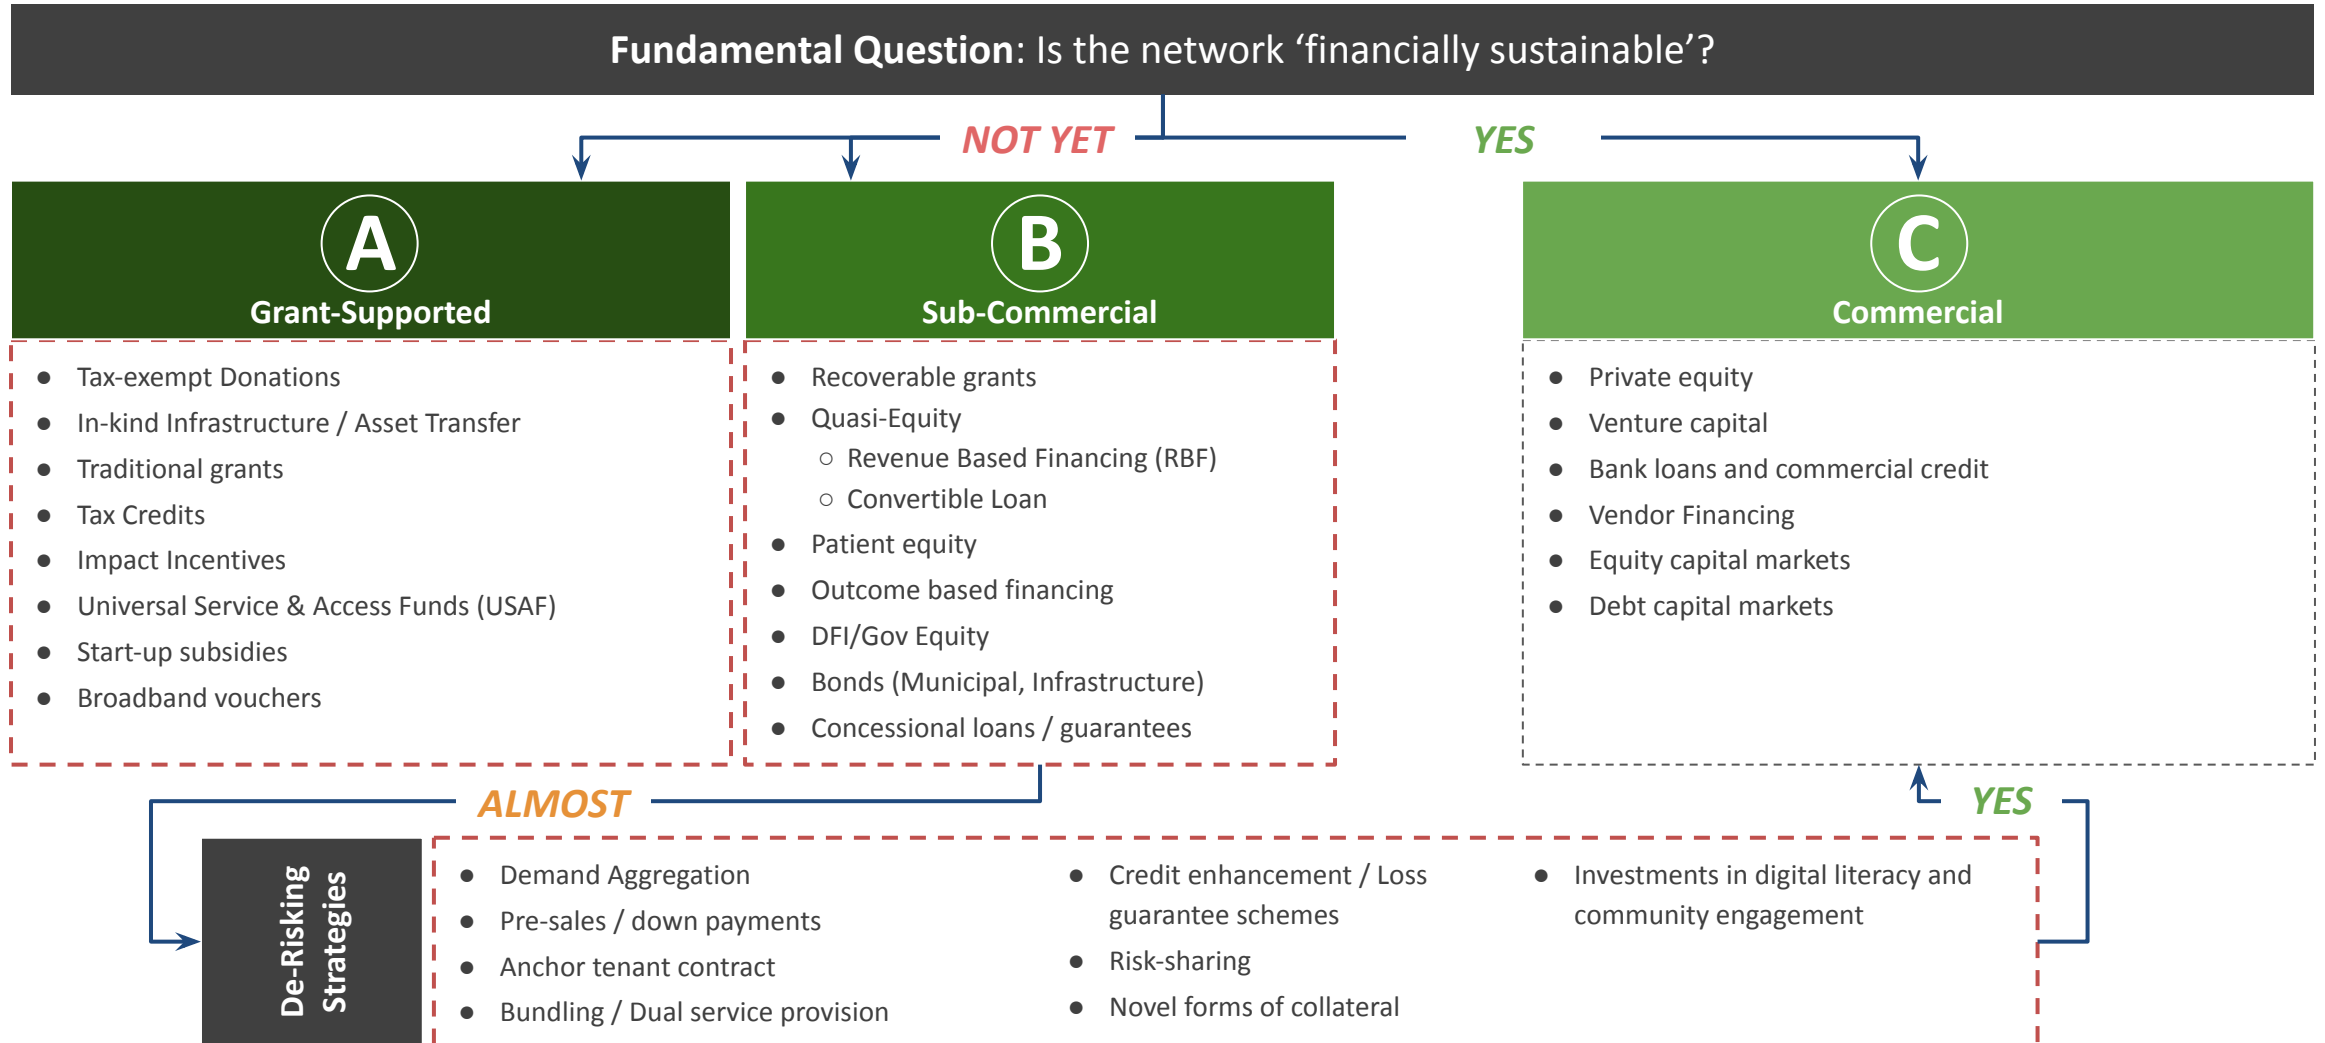 Fundamental Question: Is the network ‘financially sustainable’?
NOT YET
YES
A
Grant-Supported
● Tax-exempt Donations
● In-kind Infrastructure / Asset Transfer
● Traditional grants
● Tax Credits
● Impact Incentives
● Universal Service & Access Funds (USAF)
● Start-up subsidies
● Broadband vouchers
B
Sub-Commercial
● Recoverable grants
● Quasi-Equity
○ Revenue Based Financing (RBF)
○ Convertible Loan
● Patient equity
● Outcome based financing
● DFI/Gov Equity
● Bonds (Municipal, Infrastructure)
● Concessional loans / guarantees
C
Commercial
● Private equity
● Venture capital
● Bank loans and commercial credit
● Vendor Financing
● Equity capital markets
● Debt capital markets
ALMOST
YES
De-Risking
Strategies
● Demand Aggregation
● Pre-sales / down payments
● Anchor tenant contract
● Bundling / Dual service provision
● Credit enhancement / Loss
guarantee schemes
● Risk-sharing
● Novel forms of collateral
● Investments in digital literacy and
community engagement